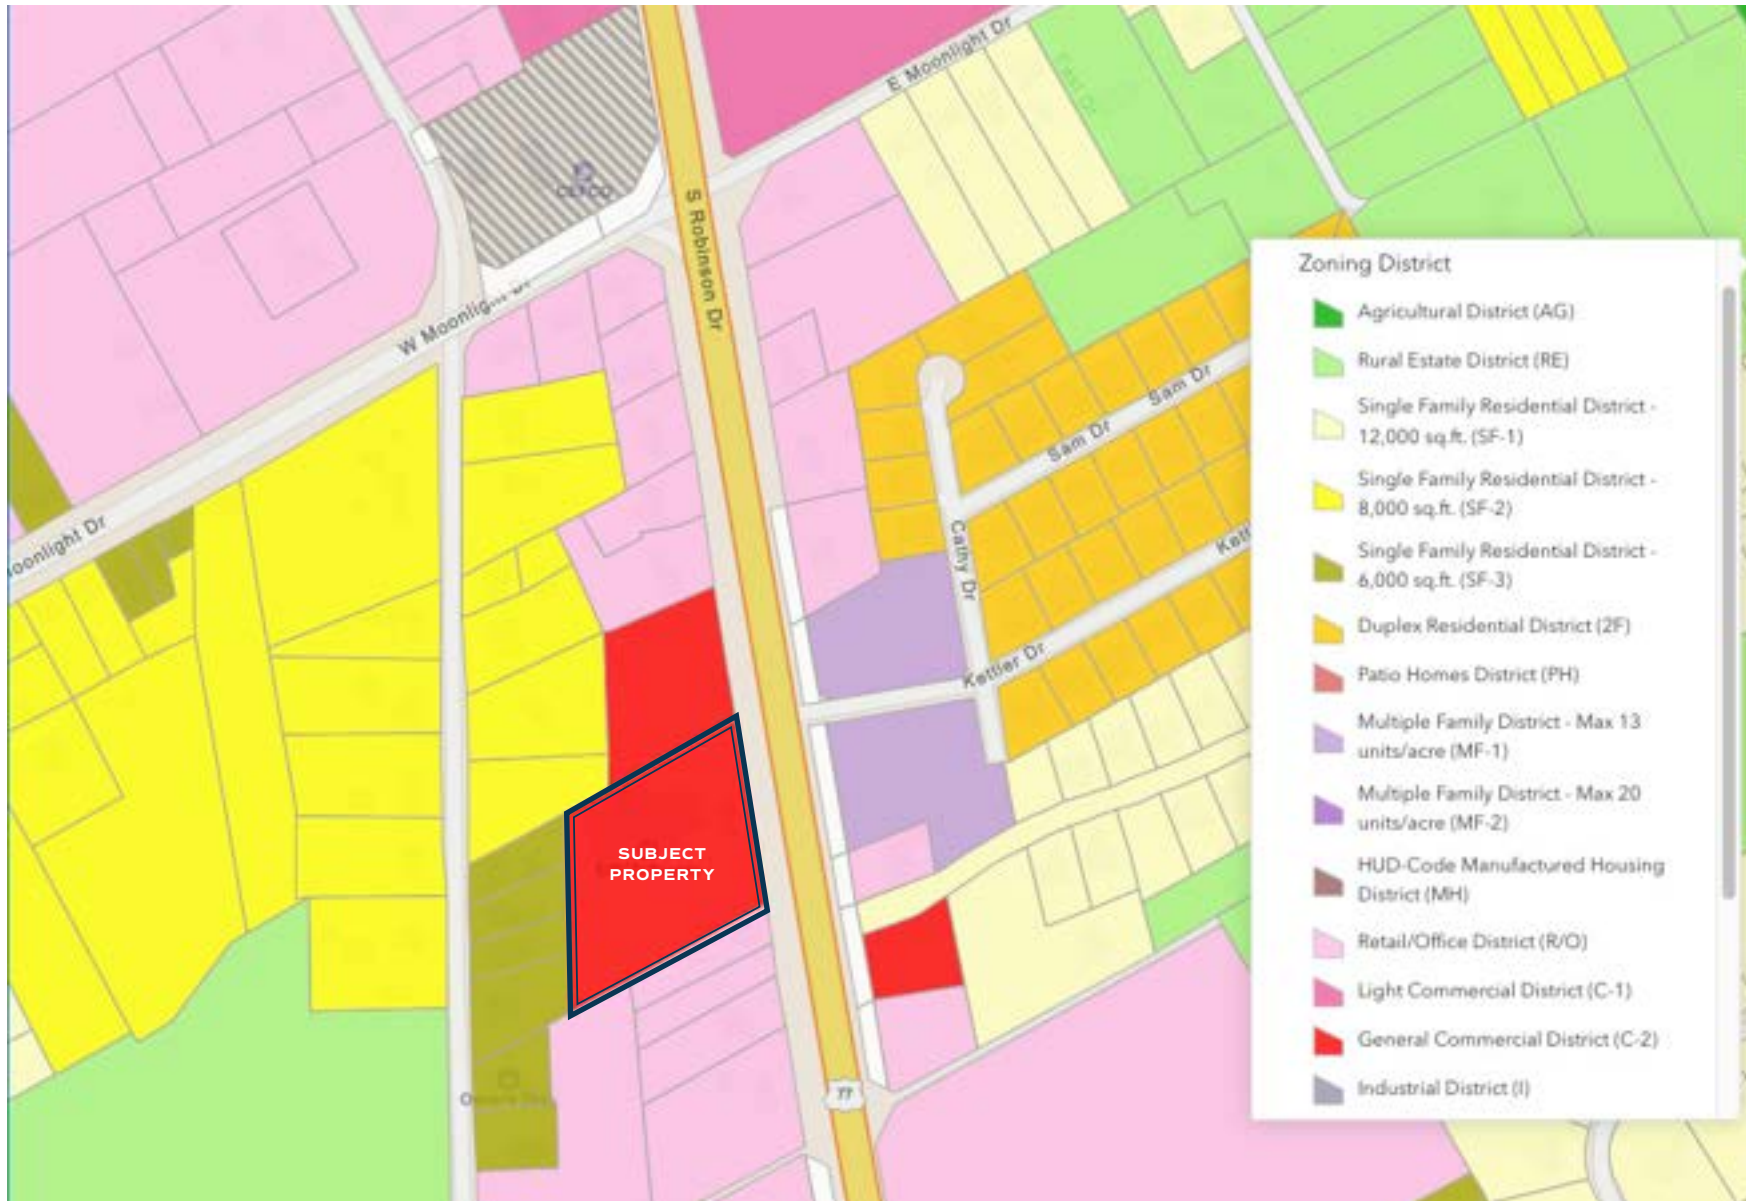 E Moonlight Dr
S Robinson Dr
Zoning District
Agricultural District (AG)
Rural Estate District (RE)
Single Family Residential District -
12,000 sq.ft. (SF-1)
Single Family Residential District -
8,000 sq.ft. (SF-2)
Single Family Residential District -
6,000 sq.ft. (SF-3)
Duplex Residential District (2F)
Patio Homes District (PH)
Multiple Family District - Max 13
units/acre (MF-1)
Multiple Family District - Max 20
units/acre (MF-2)
HUD-Code Manufactured Housing
District (MH)
Retail/Office District (R/O)
Light Commercial District (C-1)
General Commercial District (C-2)
Industrial District (I)
W Moonlig... Dr
Sam Dr
Sam Dr
oonlight Dr
Cathy Dr
Kettler Dr
Kett
SUBJECT
PROPERTY
77